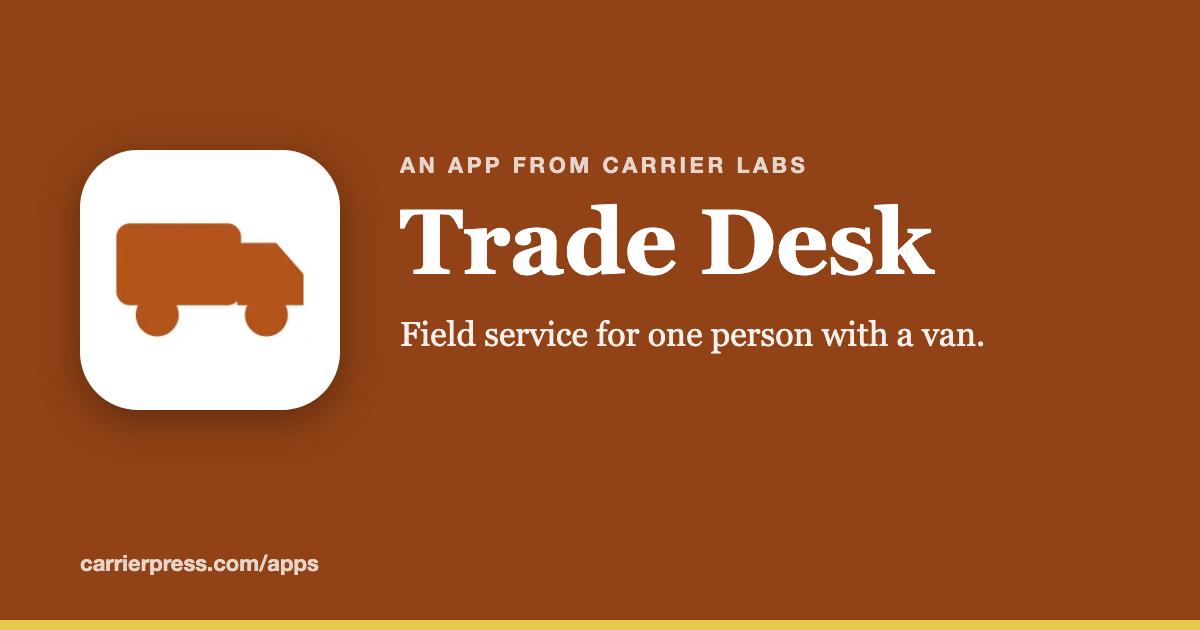 AN APP FROM CARRIER LABS
Trade Desk
Field service for one person with a van.
carrierpress.com/apps